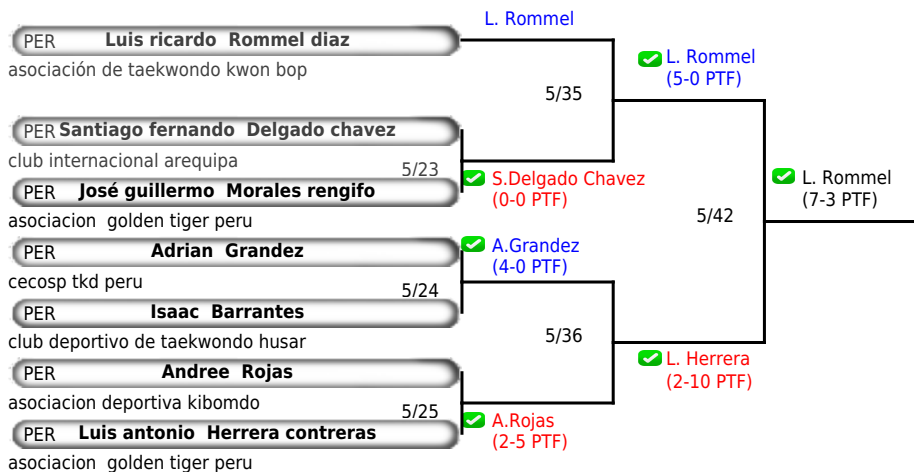 L. Rommel
PER Luis ricardo Rommel diaz
asociación de taekwondo kwon bop
L. Rommel
(5-0 PTF)
5/35
PER Santiago fernando Delgado chavez
club internacional arequipa
5/23
S.Delgado Chavez
(0-0 PTF)
PER José guillermo Morales rengifo
asociacion golden tiger peru
L. Rommel
(7-3 PTF)
5/42
PER Adrian Grandez
cecosp tkd peru
A.Grandez
(4-0 PTF)
5/24
PER Isaac Barrantes
club deportivo de taekwondo husar
5/36
PER Andree Rojas
asociacion deportiva kibomdo
L. Herrera
(2-10 PTF)
5/25
A.Rojas
(2-5 PTF)
PER Luis antonio Herrera contreras
asociacion golden tiger peru